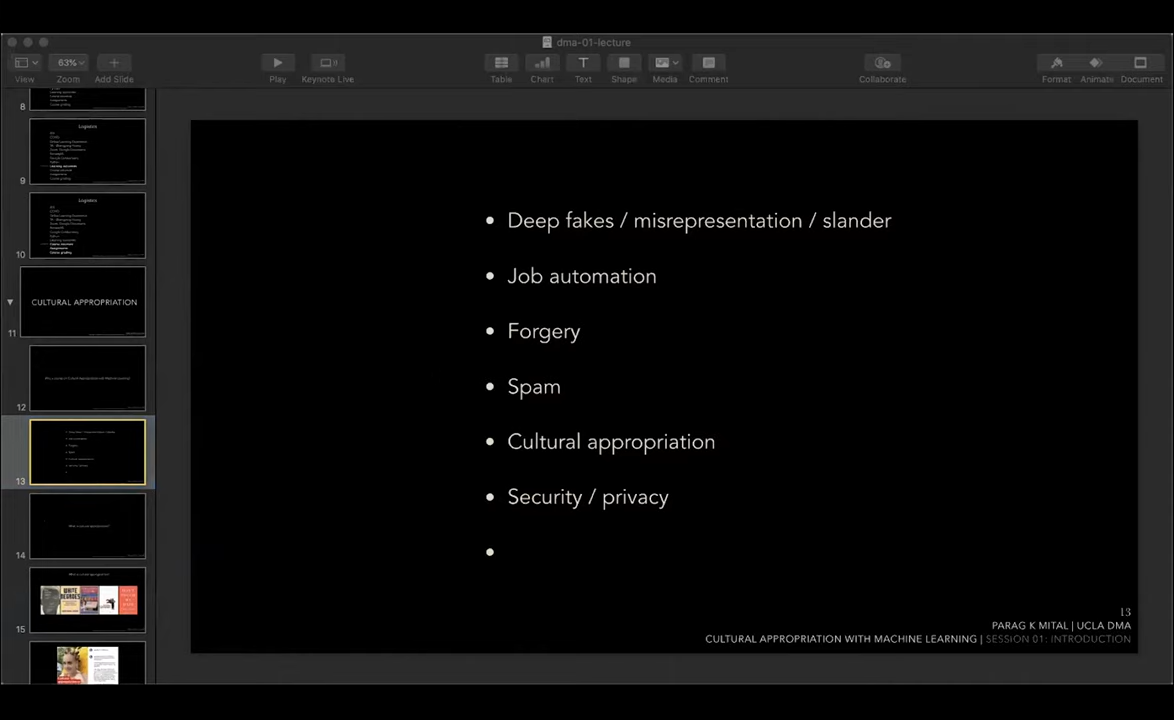 dma-01-lecture
63%
View
Zoom
Add Slide
Play
Keynote Live
Table
Chart
Text
Shape
Media
Comment
Collaborate
Format
Animate
Document
8
Logistics
9
Logistics
10
CULTURAL APPROPRIATION
11
12
13
14
15
• Deep fakes / misrepresentation / slander
• Job automation
• Forgery
• Spam
• Cultural appropriation
• Security / privacy
•
13
PARAG K MITAL | UCLA DMA
CULTURAL APPROPRIATION WITH MACHINE LEARNING | SESSION 01: INTRODUCTION